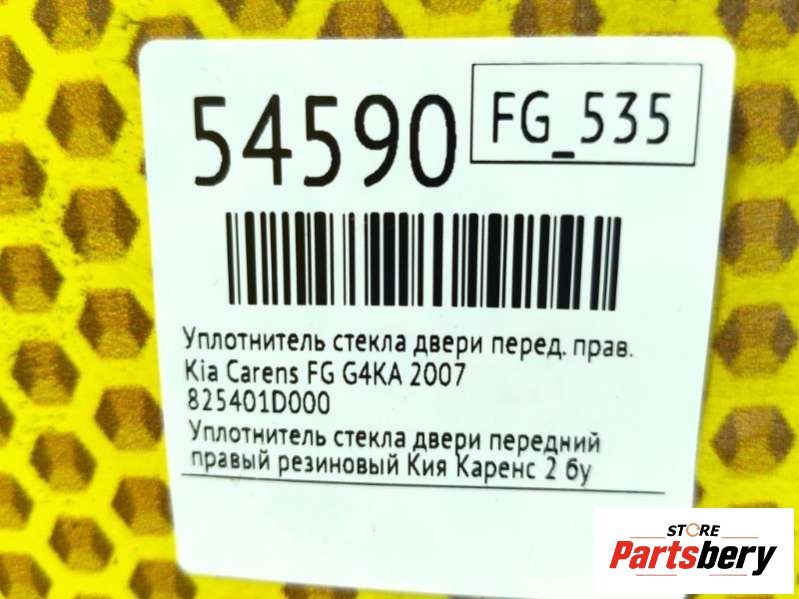 54590
FG_535
Уплотнитель стекла двери перед. прав.
Kia Carens FG G4KA 2007
825401D000
Уплотнитель стекла двери передний
правый резиновый Кия Каренс 2 бу
STORE
Partsbery